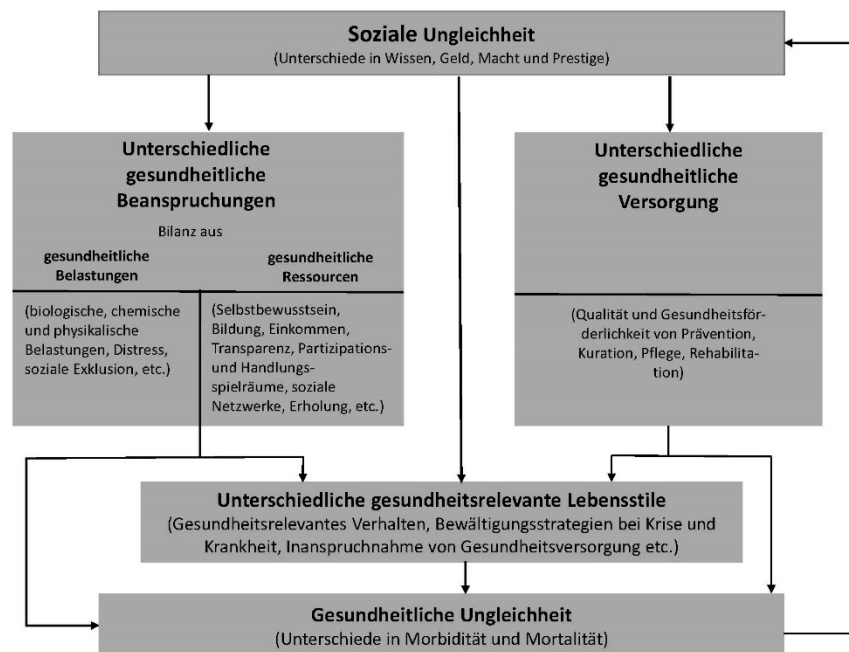 Soziale Ungleichheit
(Unterschiede in Wissen, Geld, Macht und Prestige)
Unterschiedliche
gesundheitliche
Beanspruchungen
Bilanz aus
gesundheitliche
Belastungen
gesundheitliche
Ressourcen
(biologische, chemische
und physikalische
Belastungen, Distress,
soziale Exklusion, etc.)
(Selbstbewusstsein,
Bildung, Einkommen,
Transparenz, Partizipations-
und Handlungs-
spielräume, soziale
Netzwerke, Erholung, etc.)
Unterschiedliche
gesundheitliche
Versorgung
(Qualität und Gesundheitsför-
derlichkeit von Prävention,
Kuration, Pflege, Rehabilita-
tion)
Unterschiedliche gesundheitsrelevante Lebensstile
(Gesundheitsrelevantes Verhalten, Bewältigungsstrategien bei Krise und
Krankheit, Inanspruchnahme von Gesundheitsversorgung etc.)
Gesundheitliche Ungleichheit
(Unterschiede in Morbidität und Mortalität)